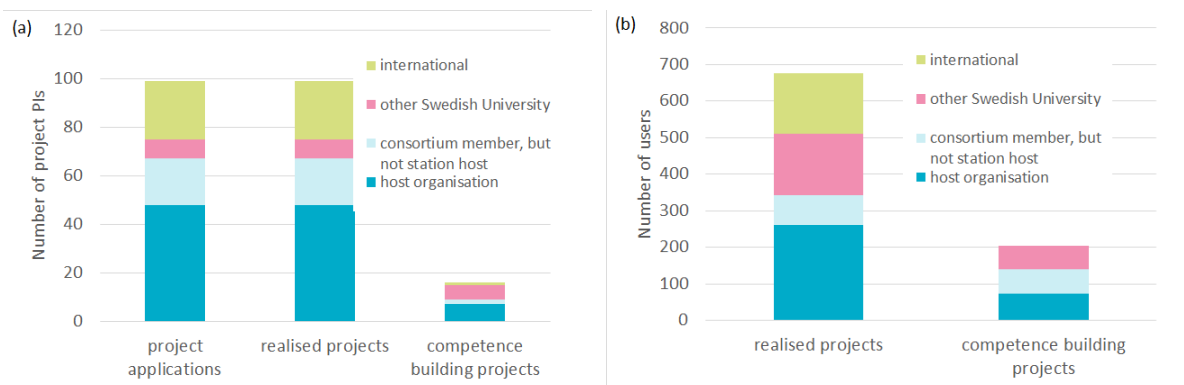 (a)
120
100
80
60
40
20
0
Number of project PIs
international
other Swedish University
consortium member, but
not station host
host organisation
project
applications
realised projects
competence
building projects
(b)
800
700
600
500
400
300
200
100
0
Number of users
international
other Swedish University
consortium member, but
not station host
host organisation
realised projects
competence building
projects